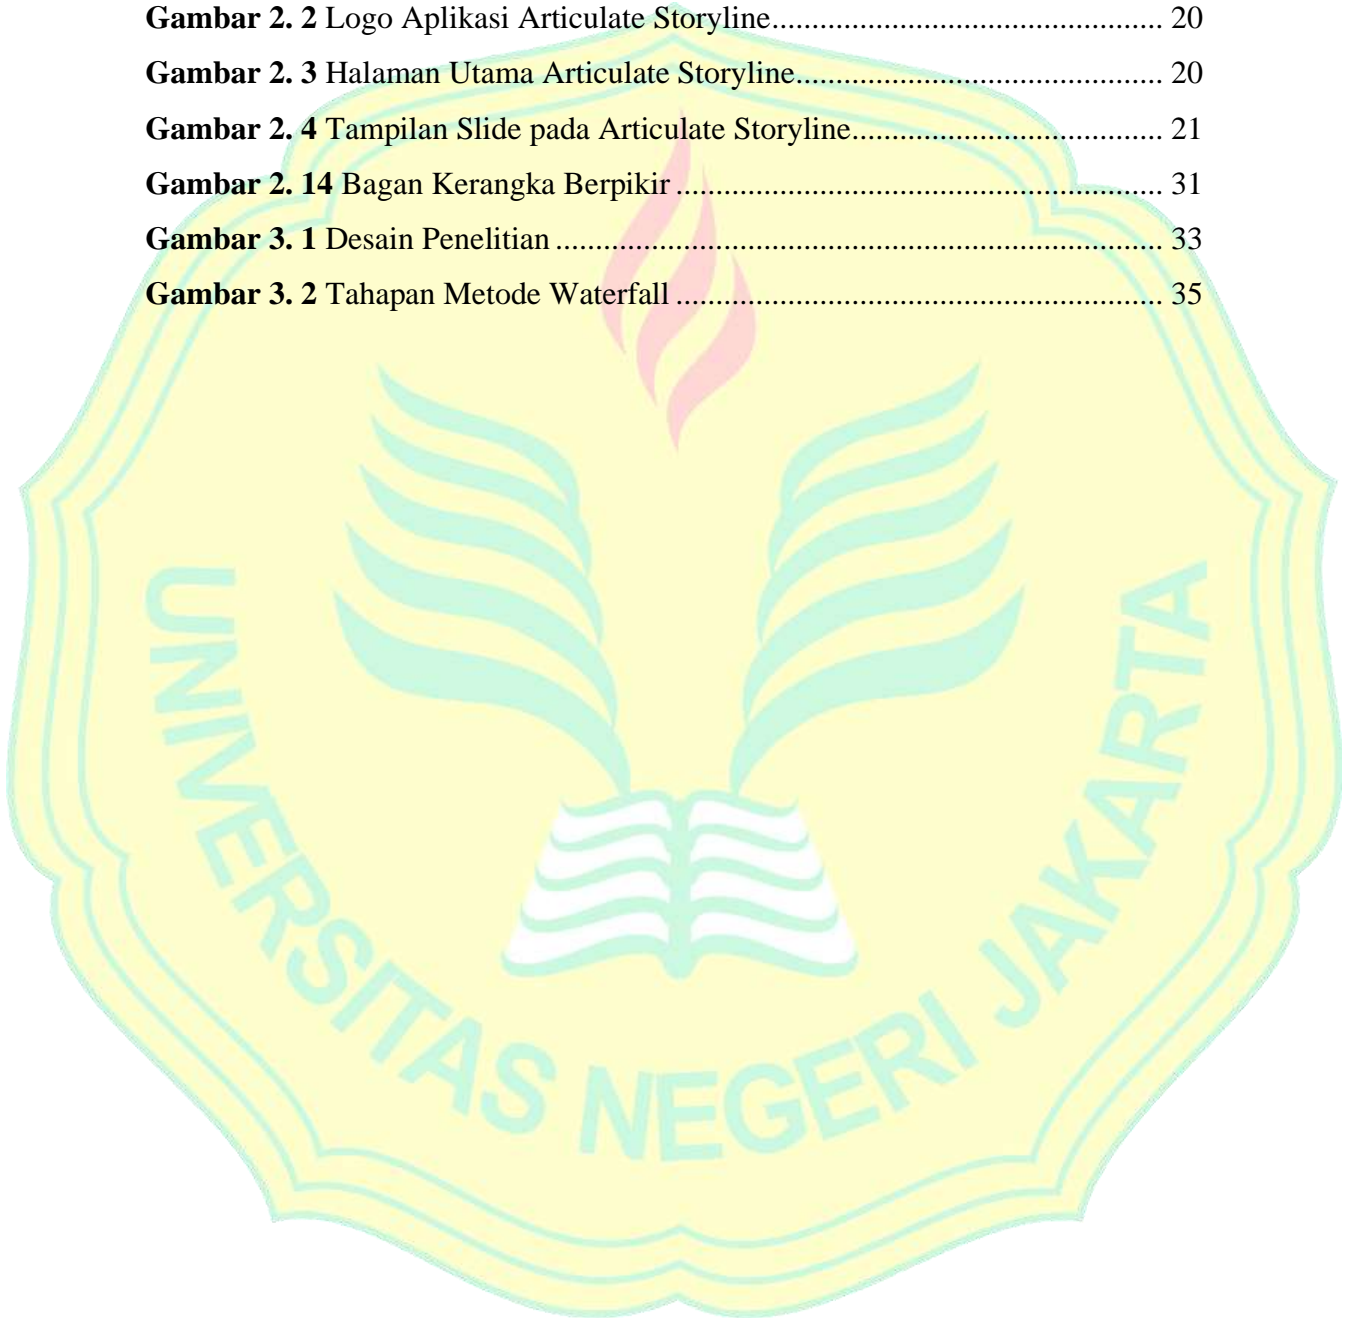 Gambar 2. 2 Logo Aplikasi Articulate Storyline................................................. 20
Gambar 2. 3 Halaman Utama Articulate Storyline.............................................. 20
Gambar 2. 4 Tampilan Slide pada Articulate Storyline....................................... 21
Gambar 2. 14 Bagan Kerangka Berpikir ............................................................. 31
Gambar 3. 1 Desain Penelitian ............................................................................ 33
Gambar 3. 2 Tahapan Metode Waterfall ............................................................. 35
UNIVERSITAS NEGERI JAKARTA